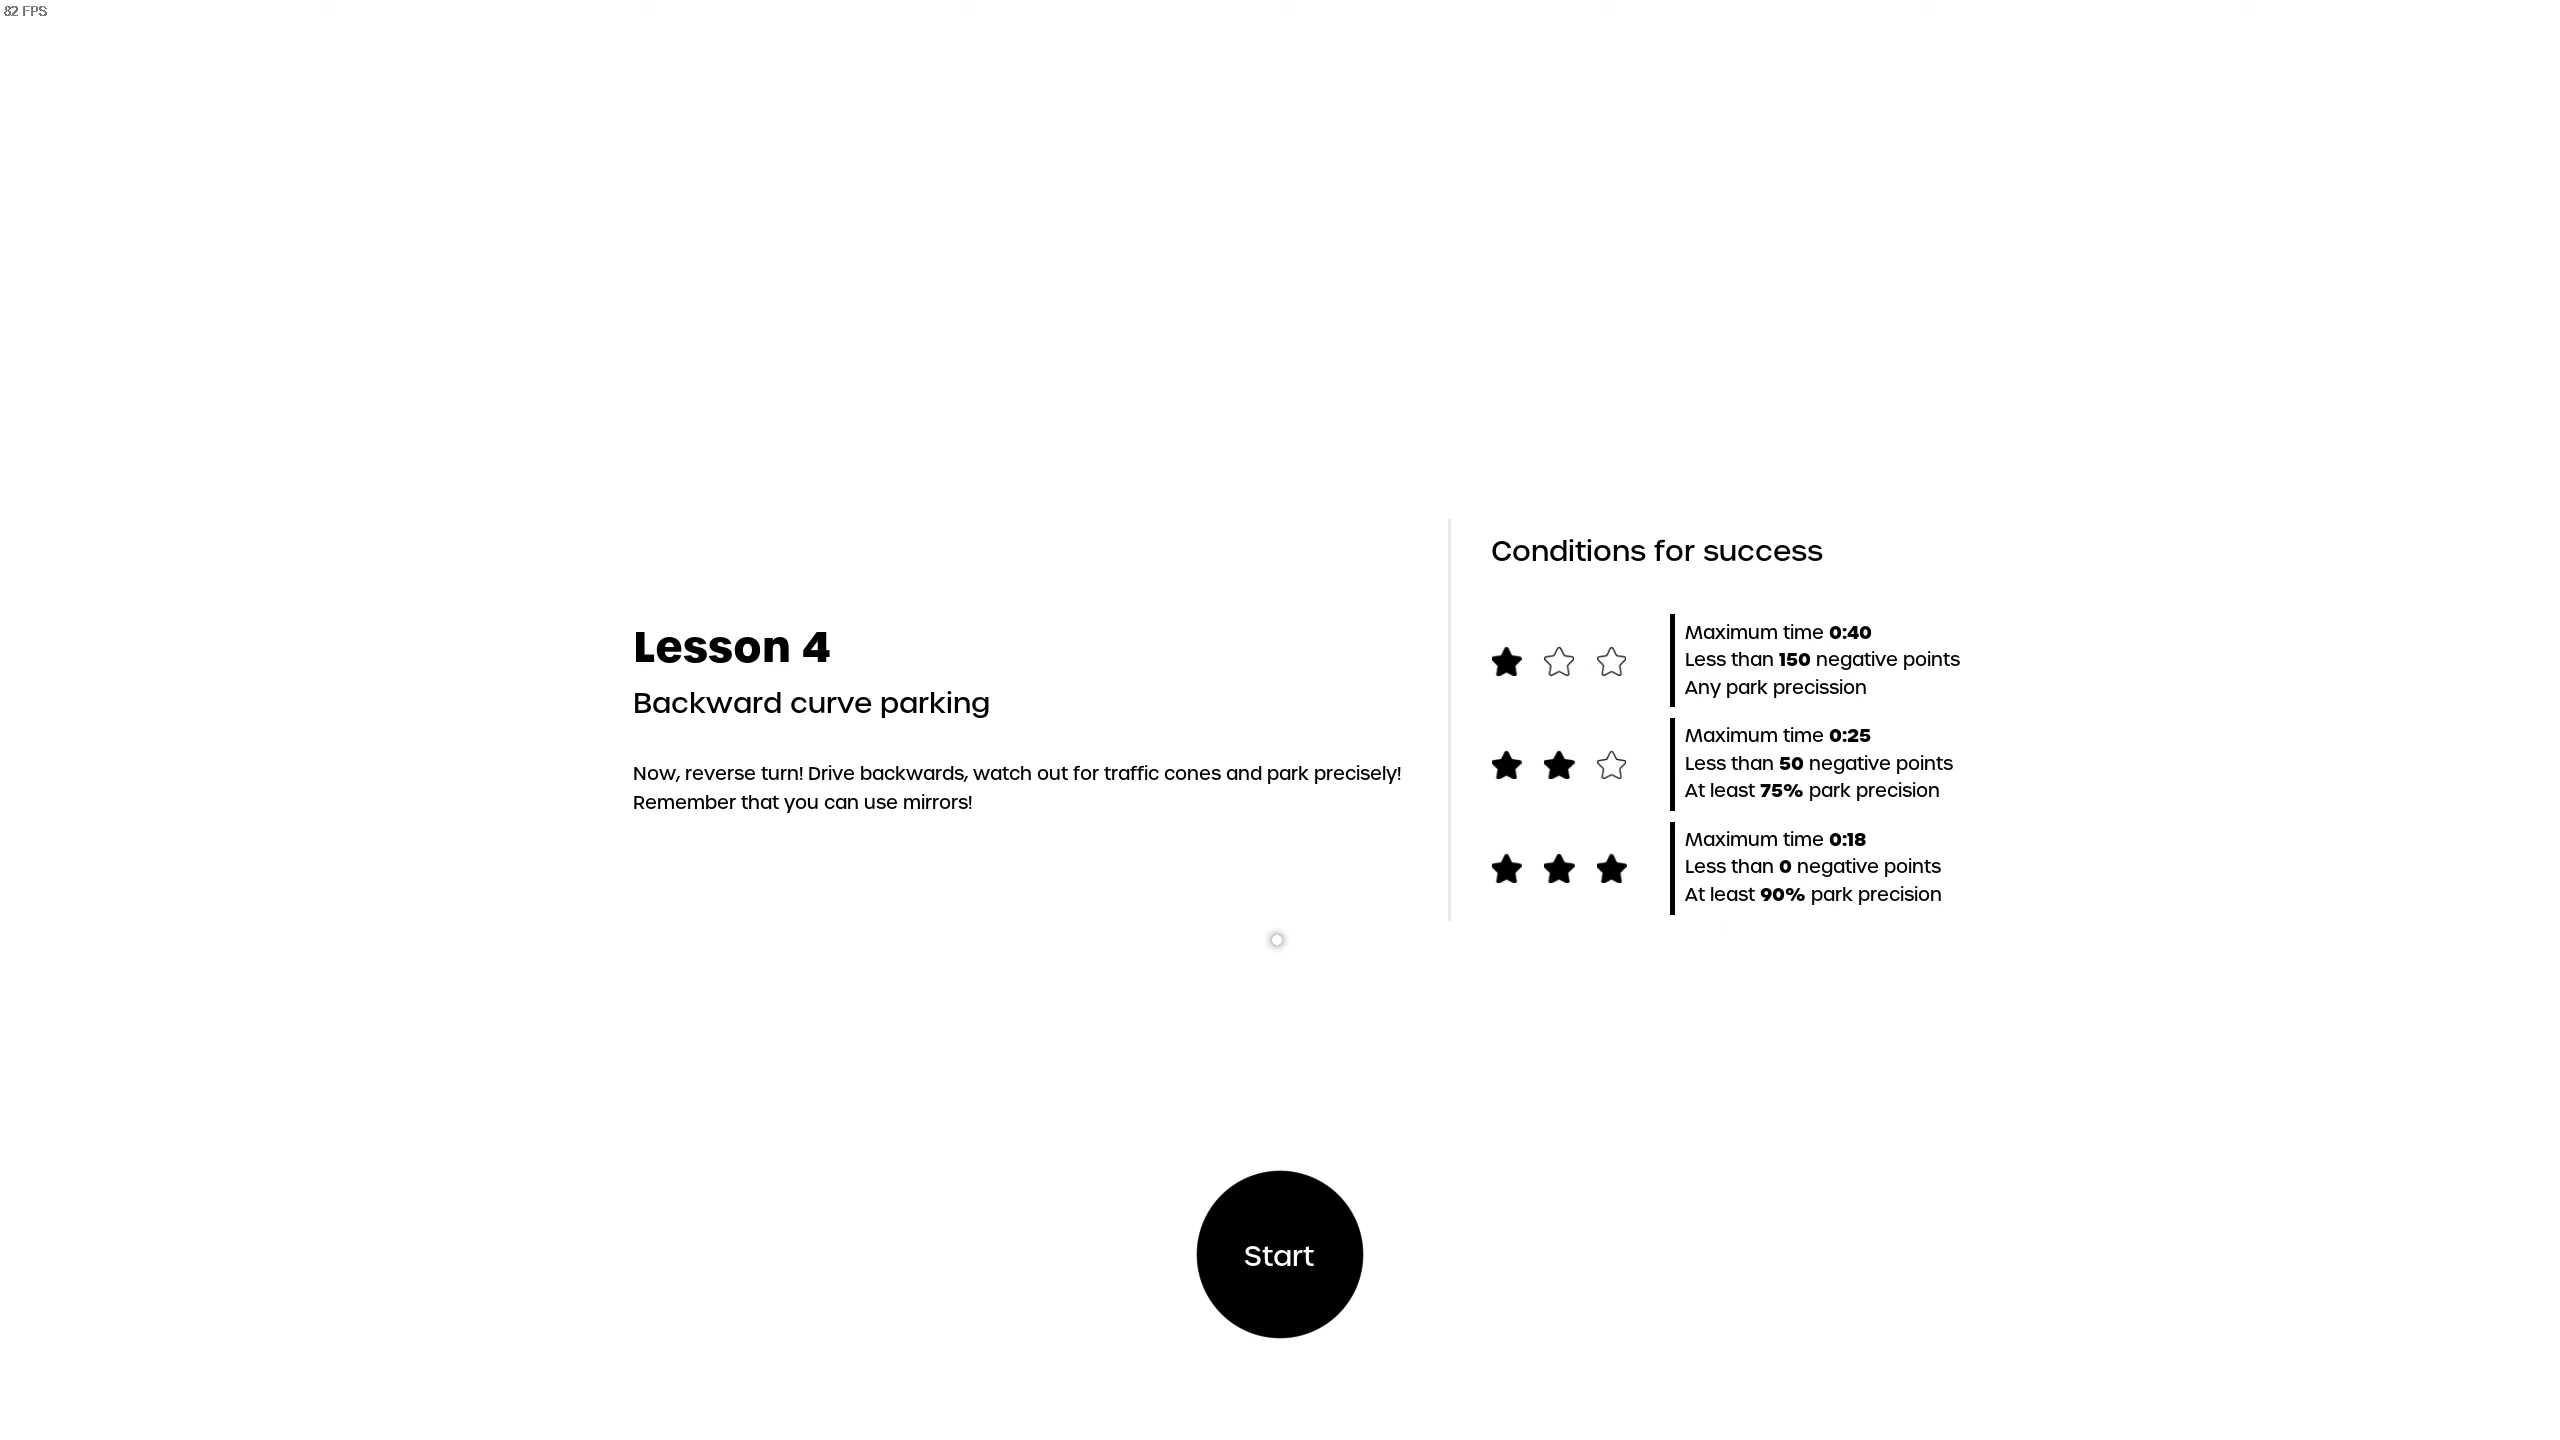 82 FPS
Lesson 4
Backward curve parking
Now, reverse turn! Drive backwards, watch out for traffic cones and park precisely!
Remember that you can use mirrors!
Conditions for success
Maximum time 0:40
Less than 150 negative points
Any park precission
Maximum time 0:25
Less than 50 negative points
At least 75% park precision
Maximum time 0:18
Less than 0 negative points
At least 90% park precision
Start